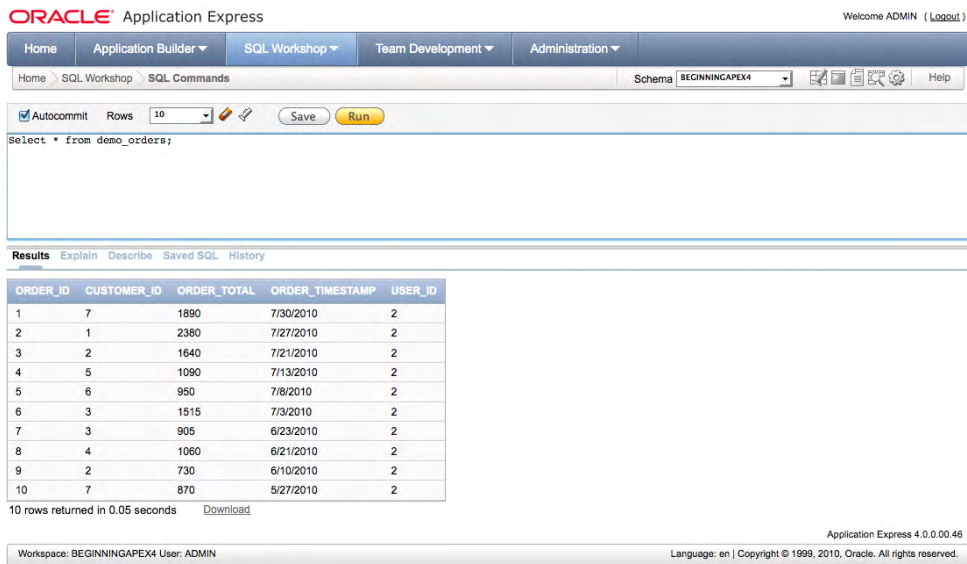 ORACLE® Application Express
Welcome ADMIN ( Logout )
Home Application Builder SQL Workshop Team Development Administration
Home SQL Workshop SQL Commands Schema BEGINNINGAPEX4 Help
Autocommit Rows 10 Save Run
Select * from demo_orders;
Results Explain Describe Saved SQL History
ORDER_ID CUSTOMER_ID ORDER_TOTAL ORDER_TIMESTAMP USER_ID
1 7 1890 7/30/2010 2
2 1 2380 7/27/2010 2
3 2 1640 7/21/2010 2
4 5 1090 7/13/2010 2
5 6 950 7/8/2010 2
6 3 1515 7/3/2010 2
7 3 905 6/23/2010 2
8 4 1060 6/21/2010 2
9 2 730 6/10/2010 2
10 7 870 5/27/2010 2
10 rows returned in 0.05 seconds Download
Application Express 4.0.0.00.46
Workspace: BEGINNINGAPEX4 User: ADMIN Language: en | Copyright © 1999, 2010, Oracle. All rights reserved.